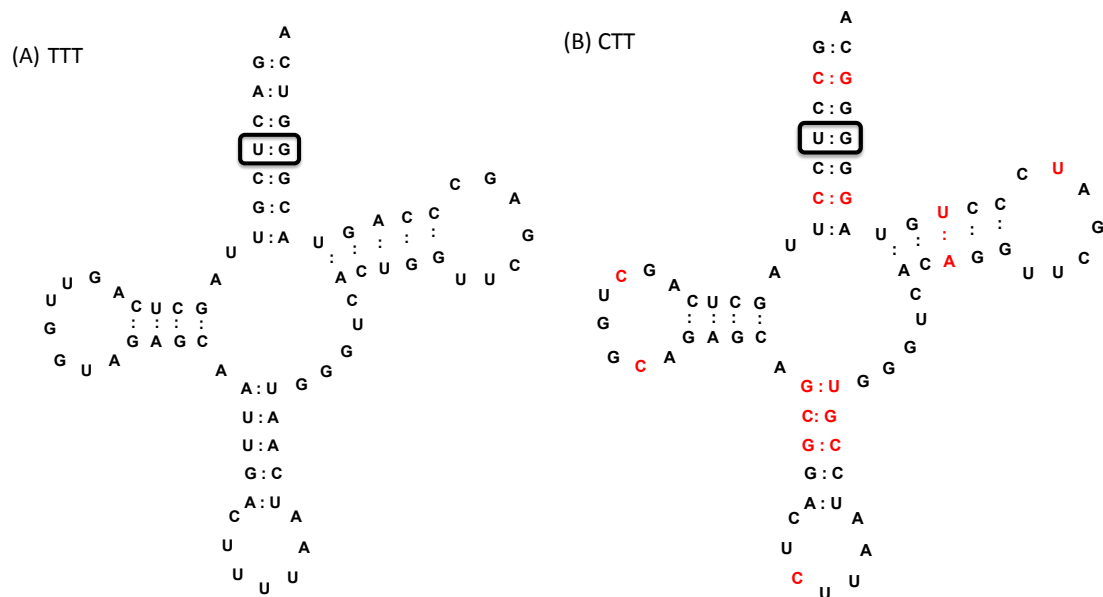 (A) TTT
A
G : C
A : U
C : G
U : G
C : G
G : C
U : A
U A G C U C A G U U G G U A G A G C A
A : U
U : A
U : A
G : C
A : U
C U U U U A A
G G U C
U G A C C C G A G C U U G G U C A
(B) CTT
A
G : C
C : G
C : G
U : G
C : G
C : G
U : A
U A G C U C A G C U G G C A G A G C A
G : U
C : G
G : C
G : C
A : U
C U C U U A A
G G U C
U G U C C C U A G C U U G G A C A